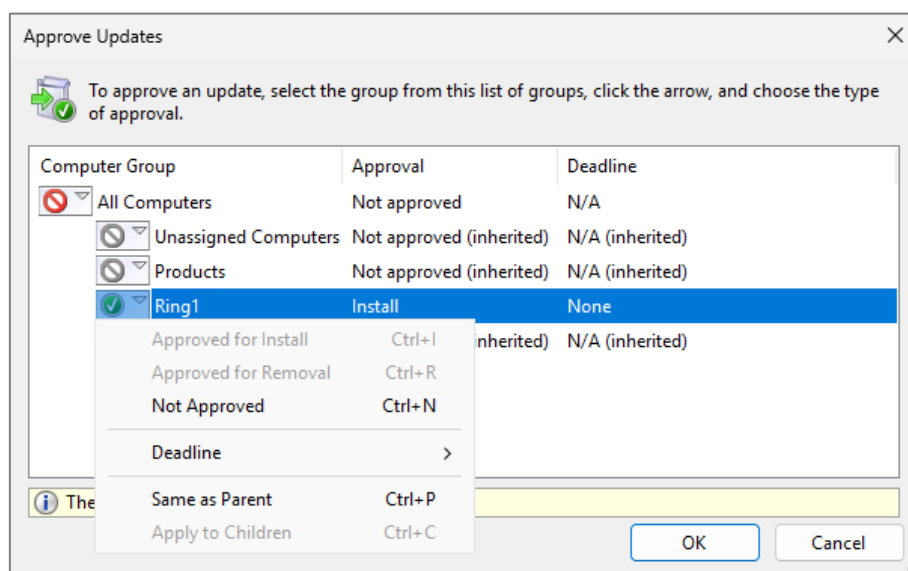 Approve Updates
To approve an update, select the group from this list of groups, click the arrow, and choose the type
of approval.
Computer Group Approval Deadline
All Computers Not approved N/A
Unassigned Computers Not approved (inherited) N/A (inherited)
Products Not approved (inherited) N/A (inherited)
Ring1 Install None
inherited) N/A (inherited)
Approved for Install Ctrl+I
Approved for Removal Ctrl+R
Not Approved Ctrl+N
Deadline
Same as Parent Ctrl+P
Apply to Children Ctrl+C
The
OK Cancel